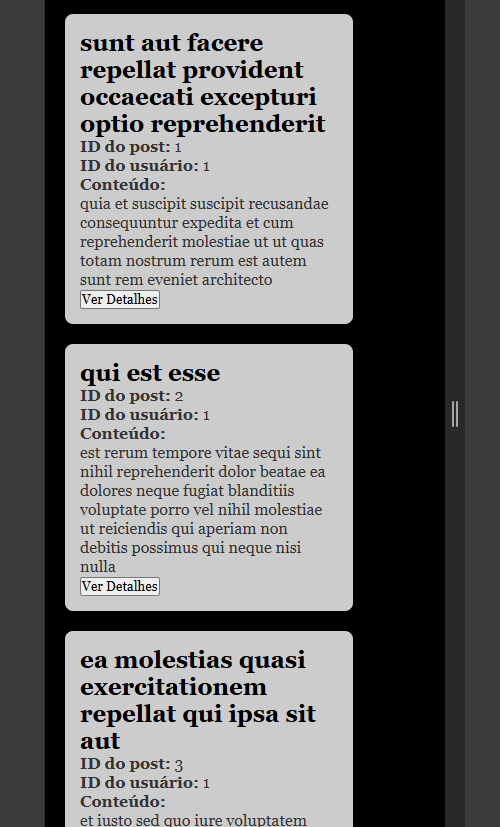 sunt aut facere
repellat provident
occaecati excepturi
optio reprehenderit
ID do post: 1
ID do usuário: 1
Conteúdo:
quia et suscipit suscipit recusandae
consequuntur expedita et cum
reprehenderit molestiae ut ut quas
totam nostrum rerum est autem
sunt rem eveniet architecto
Ver Detalhes
qui est esse
ID do post: 2
ID do usuário: 1
Conteúdo:
est rerum tempore vitae sequi sint
nihil reprehenderit dolor beatae ea
dolores neque fugiat blanditiis
voluptate porro vel nihil molestiae
ut reiciendis qui aperiam non
debitis possimus qui neque nisi
nulla
Ver Detalhes
ea molestias quasi
exercitationem
repellat qui ipsa sit
aut
ID do post: 3
ID do usuário: 1
Conteúdo:
et iusto sed quo iure voluptatem